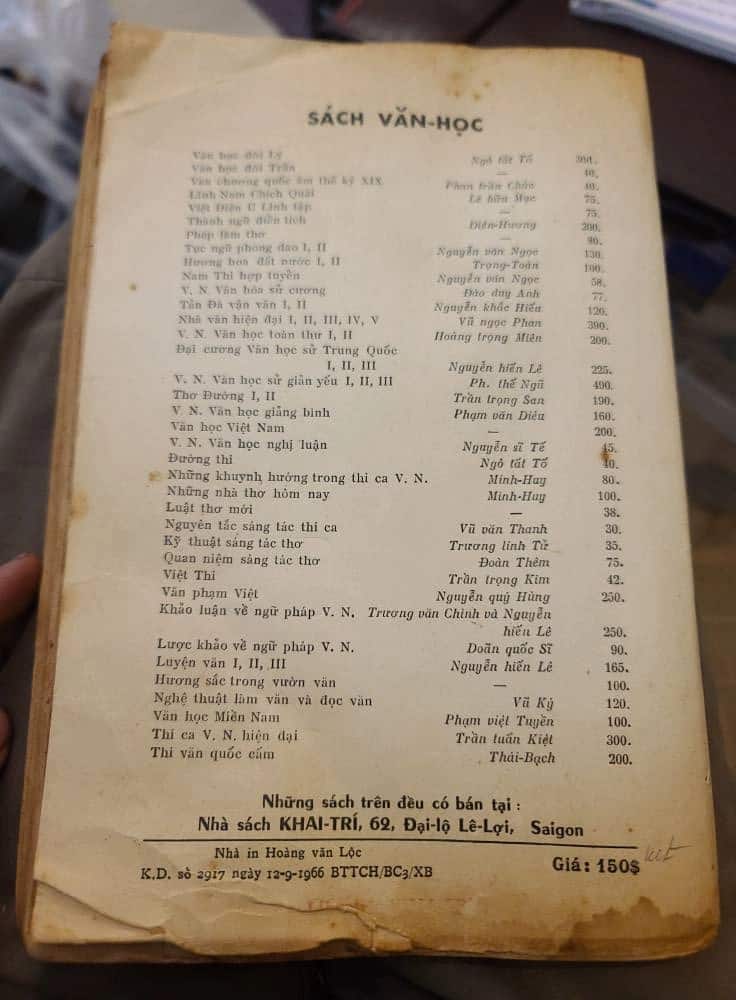 SÁCH VĂN-HỌC
Văn học đời Lý Ngô tất Tố 300.
Văn học đời Trần — 40.
Văn chương quốc âm thế kỷ XIX Phan trần Chúc 40.
Lĩnh Nam Chích Quái Lê hữu Mục 75.
Việt Điện U Linh tập — 75.
Thành ngữ điển tích Diên-Hương 200.
Phép làm thơ — 80.
Tục ngữ phong dao I, II Nguyễn văn Ngọc 130.
Hương hoa đất nước I, II Trọng-Toàn 100.
Nam Thi hợp tuyển Nguyễn văn Ngọc 58.
V. N. Văn hóa sử cương Đào duy Anh 77.
Tản Đà vận văn I, II Nguyễn khắc Hiếu 120.
Nhà văn hiện đại I, II, III, IV, V Vũ ngọc Phan 390.
V. N. Văn học toàn thư I, II Hoàng trọng Miên 200.
Đại cương Văn học sử Trung Quốc
I, II, III Nguyễn hiến Lê 225.
V. N. Văn học sử giản yếu I, II, III Ph. thế Ngũ 490.
Thơ Đường I, II Trần trọng San 190.
V. N. Văn học giảng bình Phạm văn Diêu 160.
Văn học Việt Nam — 200.
V. N. Văn học nghị luận Nguyễn sĩ Tế 45.
Đường thi Ngô tất Tố 40.
Những khuynh hướng trong thi ca V. N. Minh-Huy 80.
Những nhà thơ hôm nay Minh-Huy 100.
Luật thơ mới — 38.
Nguyên tắc sáng tác thi ca Vũ văn Thanh 30.
Kỹ thuật sáng tác thơ Trương linh Tử 35.
Quan niệm sáng tác thơ Đoàn Thêm 75.
Việt Thi Trần trọng Kim 42.
Văn phạm Việt Nguyễn quý Hùng 250.
Khảo luận về ngữ pháp V. N. Trương văn Chình và Nguyễn
hiến Lê 250.
Lược khảo về ngữ pháp V. N. Doãn quốc Sĩ 90.
Luyện văn I, II, III Nguyễn hiến Lê 165.
Hương sắc trong vườn văn — 100.
Nghệ thuật làm văn và đọc văn Vũ Ký 120.
Văn học Miền Nam Phạm việt Tuyền 100.
Thi ca V. N. hiện đại Trần tuấn Kiệt 300.
Thi văn quốc cấm Thái-Bạch 200.
Những sách trên đều có bán tại :
Nhà sách KHAI-TRÍ, 62, Đại-lộ Lê-Lợi, Saigon
Nhà in Hoàng văn Lộc
K.D. số 2917 ngày 12-9-1966 BTTCH/BC3/XB
Giá: 150$